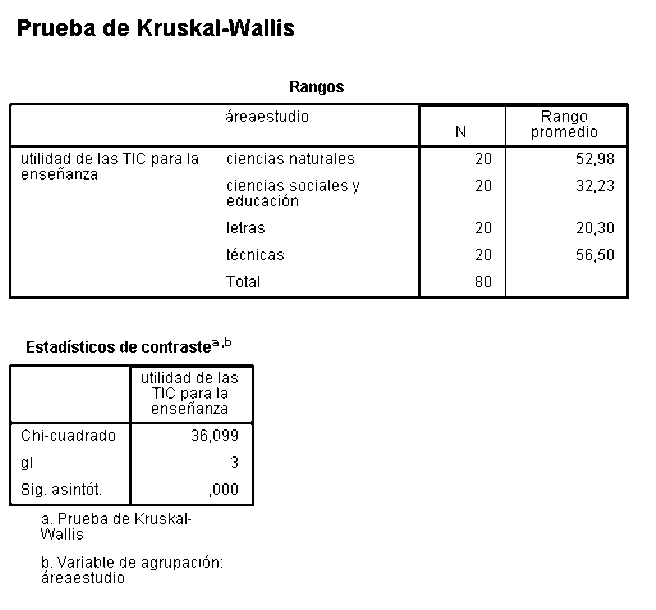 Prueba de Kruskal-Wallis
Rangos
áreaestudio N Rango promedio
utilidad de las TIC para la enseñanza ciencias naturales 20 52,98
ciencias sociales y educación 20 32,23
letras 20 20,30
técnicas 20 56,50
Total 80
Estadísticos de contraste a,b
utilidad de las
TIC para la
enseñanza
Chi-cuadrado 36,099
gl 3
Sig. asintót. ,000
a. Prueba de Kruskal-
Wallis
b. Variable de agrupación:
áreaestudio